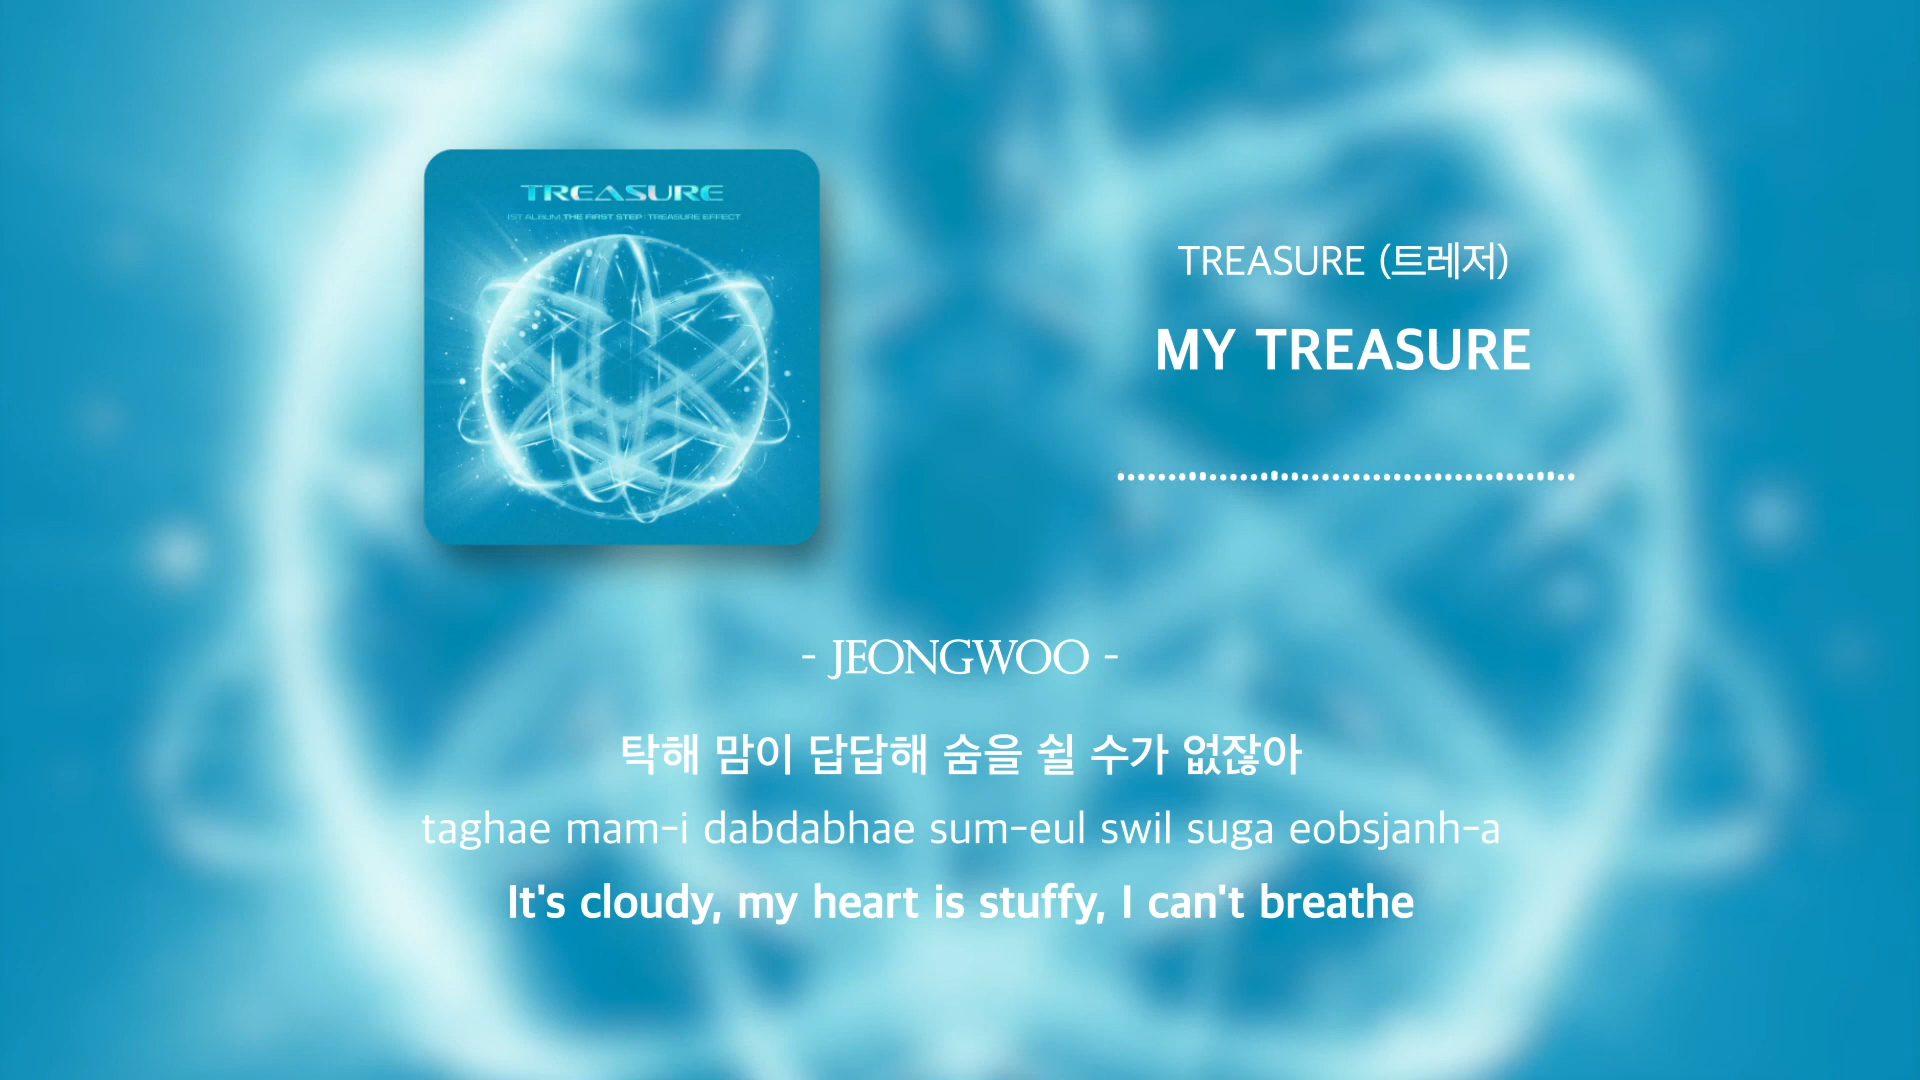 TREASURE
1ST ALBUM THE FIRST STEP : TREASURE EFFECT
TREASURE (트레저)
MY TREASURE
- JEONGWOO -
탁해 맘이 답답해 숨을 쉴 수가 없잖아
taghae mam-i dabdabhae sum-eul swil suga eobsjanh-a
It's cloudy, my heart is stuffy, I can't breathe